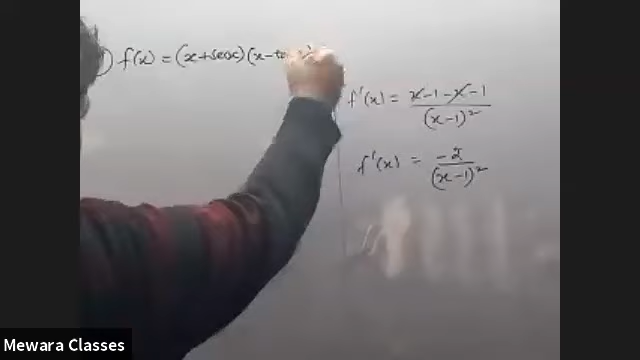 ) f(x) = (x+secx)(x-t
f'(x) = x-1-x-1 / (x-1)²
f'(x) = -2 / (x-1)²
Mewara Classes